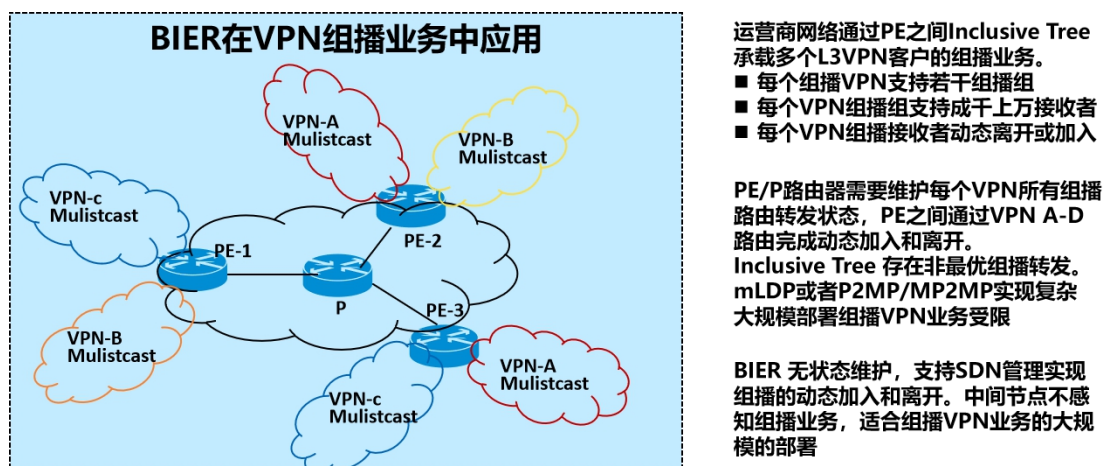 BIER在VPN组播业务中应用
VPN-A
Mulistcast
VPN-B
Mulistcast
VPN-c
Mulistcast
PE-2
PE-1
P
PE-3
VPN-B
Mulistcast
VPN-A
Mulistcast
VPN-c
Mulistcast
运营商网络通过PE之间Inclusive Tree
承载多个L3VPN客户的组播业务。
■ 每个组播VPN支持若干组播组
■ 每个VPN组播组支持成千上万接收者
■ 每个VPN组播接收者动态离开或加入
PE/P路由器需要维护每个VPN所有组播
路由转发状态，PE之间通过VPN A-D
路由完成动态加入和离开。
Inclusive Tree 存在非最优组播转发。
mLDP或者P2MP/MP2MP实现复杂
大规模部署组播VPN业务受限
BIER 无状态维护，支持SDN管理实现
组播的动态加入和离开。中间节点不感
知组播业务，适合组播VPN业务的大规
模的部署